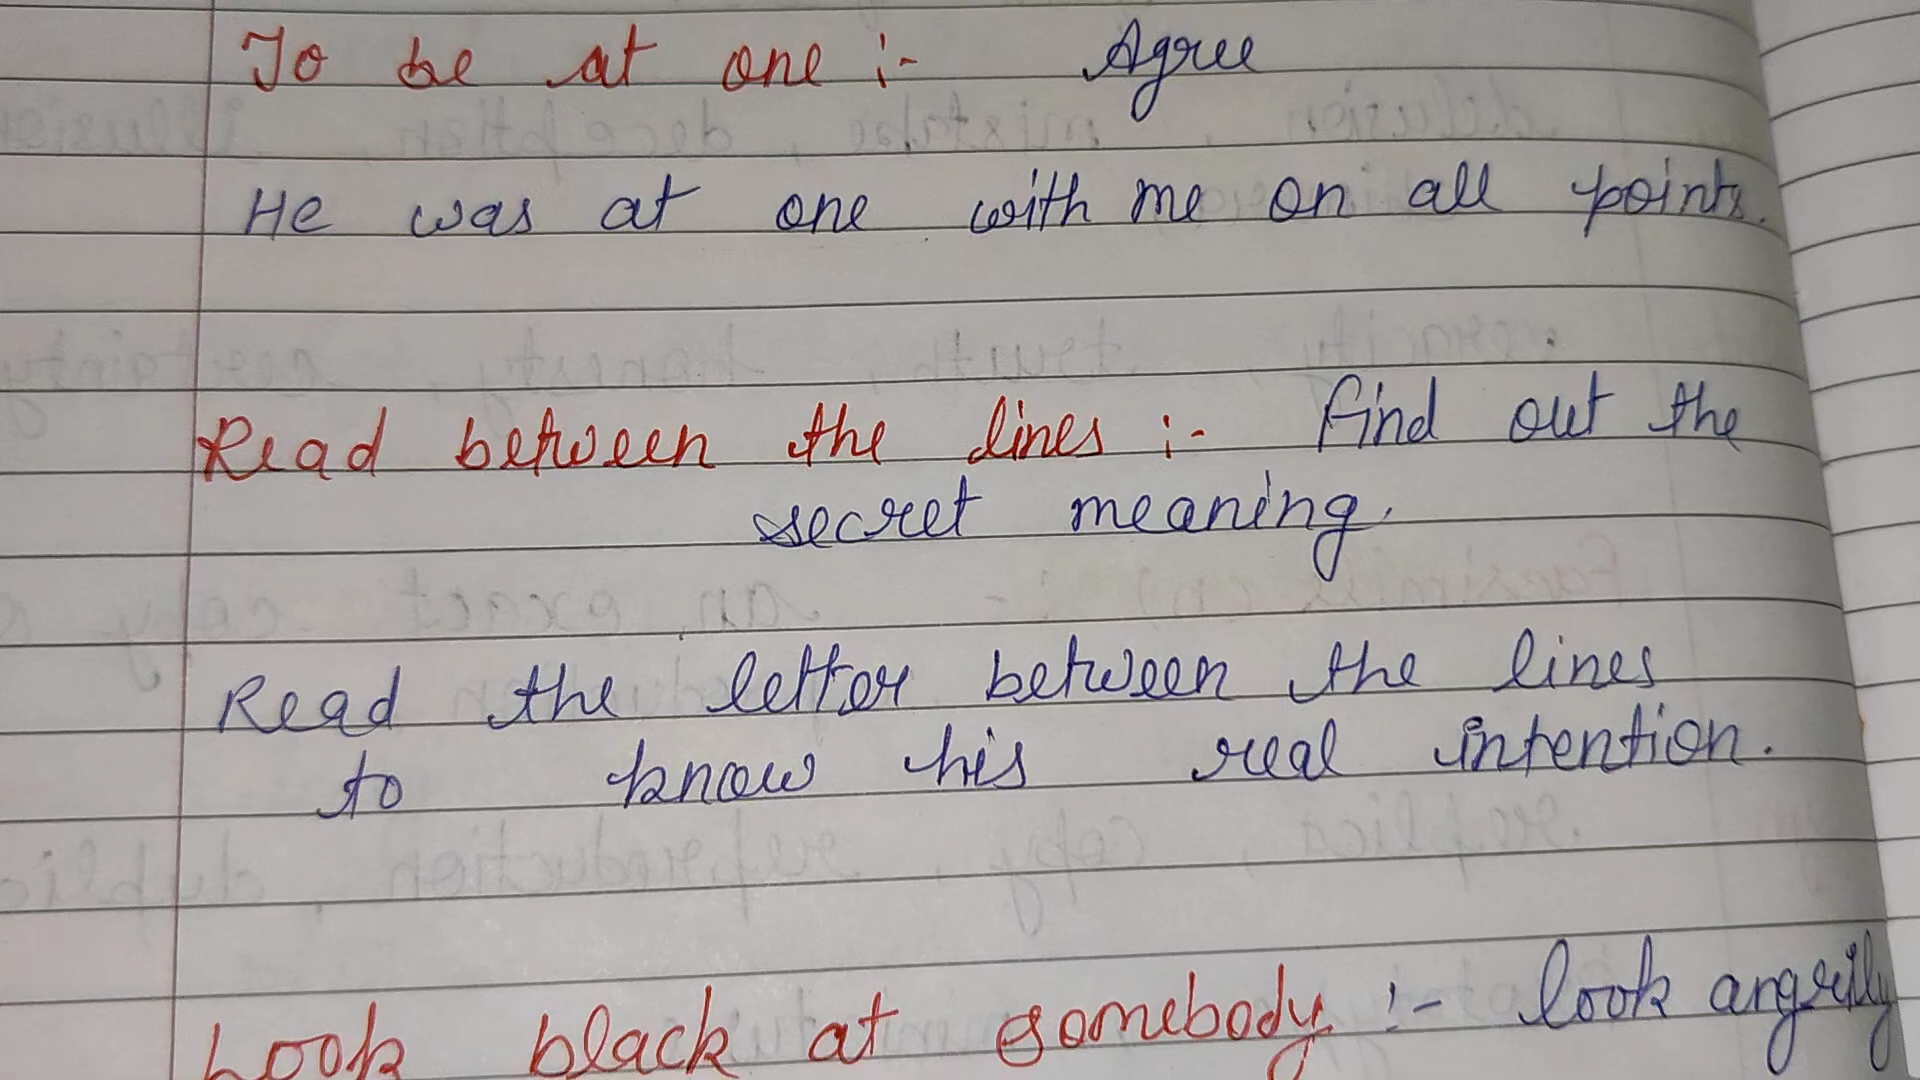 To be at one :- Agree
He was at one with me on all points.
Read between the lines :- find out the
secret meaning.
Read the letter between the lines
to know his real intention.
Look black at somebody :- look angrily